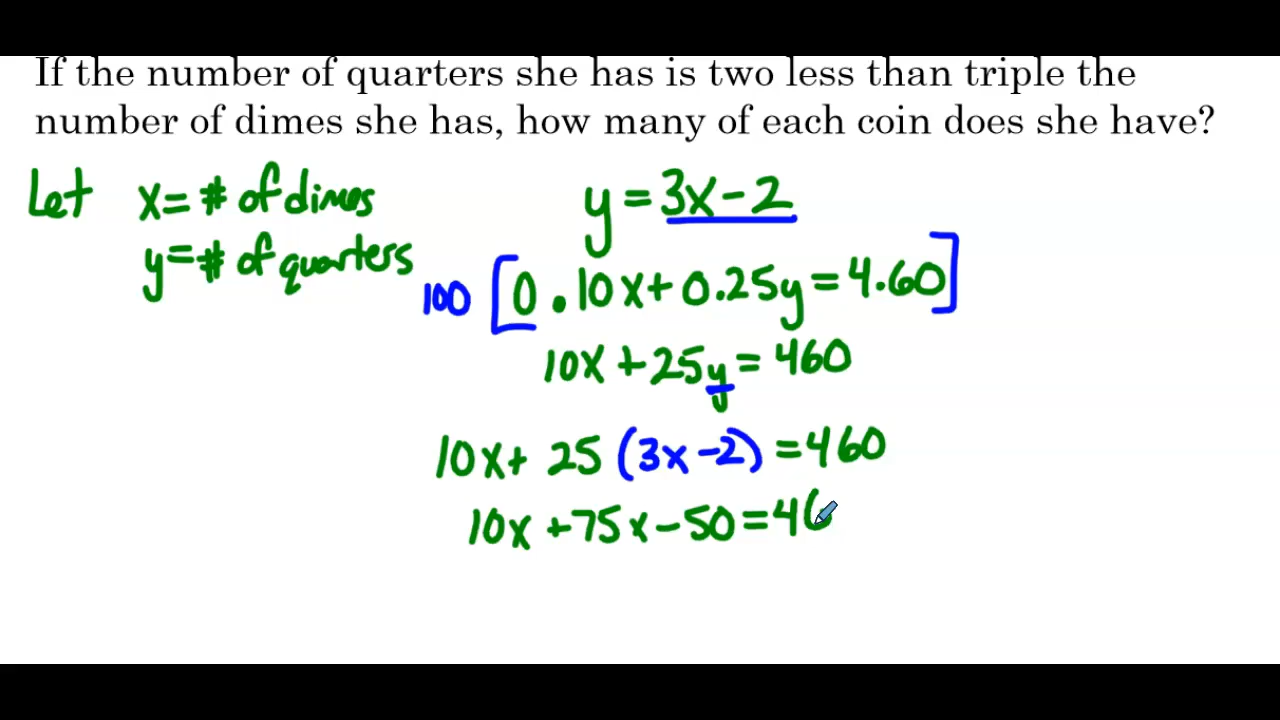 If the number of quarters she has is two less than triple the
number of dimes she has, how many of each coin does she have?
Let x = # of dimes
y = # of quarters
y = 3x - 2
100 [0.10x + 0.25y = 4.60]
10x + 25y = 460
10x + 25 (3x - 2) = 460
10x + 75x - 50 = 46